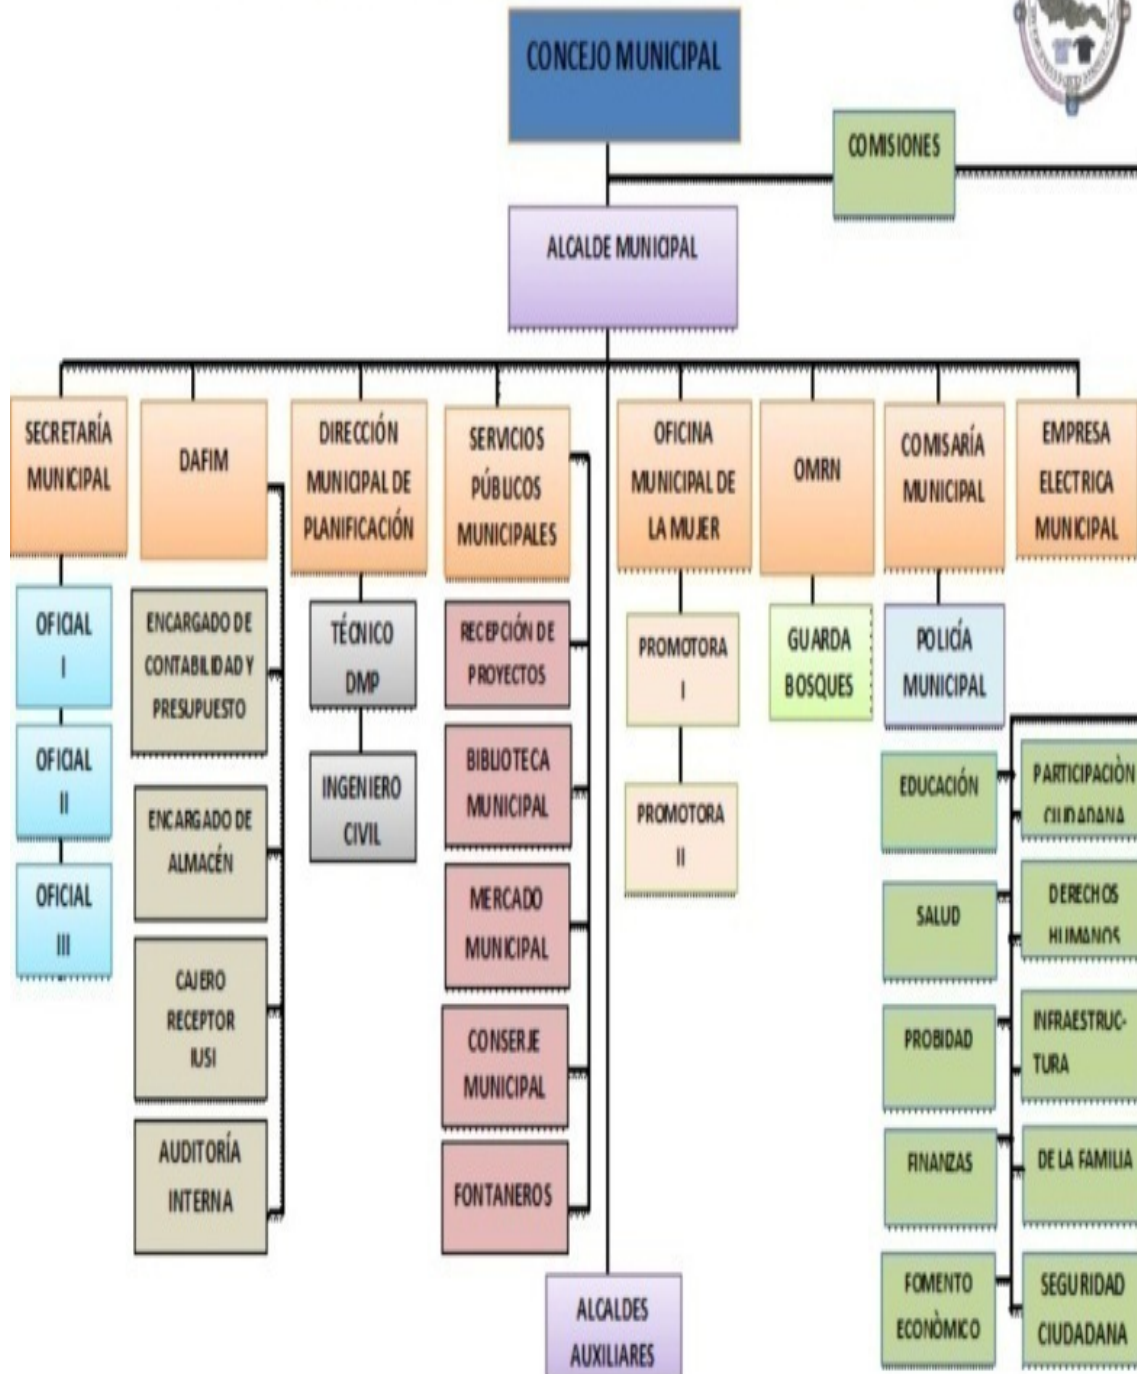 CONCEJO MUNICIPAL
COMISIONES
ALCALDE MUNICIPAL
SECRETARÍA
MUNICIPAL
DAFIM
DIRECCIÓN
MUNICIPAL DE
PLANIFICACIÓN
SERVICIOS
PÚBLICOS
MUNICIPALES
OFICINA
MUNICIPAL DE
LA MUJER
OMRN
COMISARÍA
MUNICIPAL
EMPRESA
ELECTRICA
MUNICIPAL
OFICIAL
I
OFICIAL
II
OFICIAL
III
ENCARGADO DE
CONTABILIDAD Y
PRESUPUESTO
ENCARGADO DE
ALMACÉN
CAJERO
RECEPTOR
IUSI
AUDITORÍA
INTERNA
TÉCNICO
DMP
INGENIERO
CIVIL
RECEPCIÓN DE
PROYECTOS
BIBLIOTECA
MUNICIPAL
MERCADO
MUNICIPAL
CONSERJE
MUNICIPAL
FONTANEROS
PROMOTORA
I
PROMOTORA
II
GUARDA
BOSQUES
POLICÍA
MUNICIPAL
EDUCACIÓN
SALUD
PROBIDAD
FINANZAS
FOMENTO
ECONÒMICO
PARTICIPACIÒN
CIUDADANA
DERECHOS
HUMANOS
INFRAESTRUC-
TURA
DE LA FAMILIA
SEGURIDAD
CIUDADANA
ALCALDES
AUXILIARES